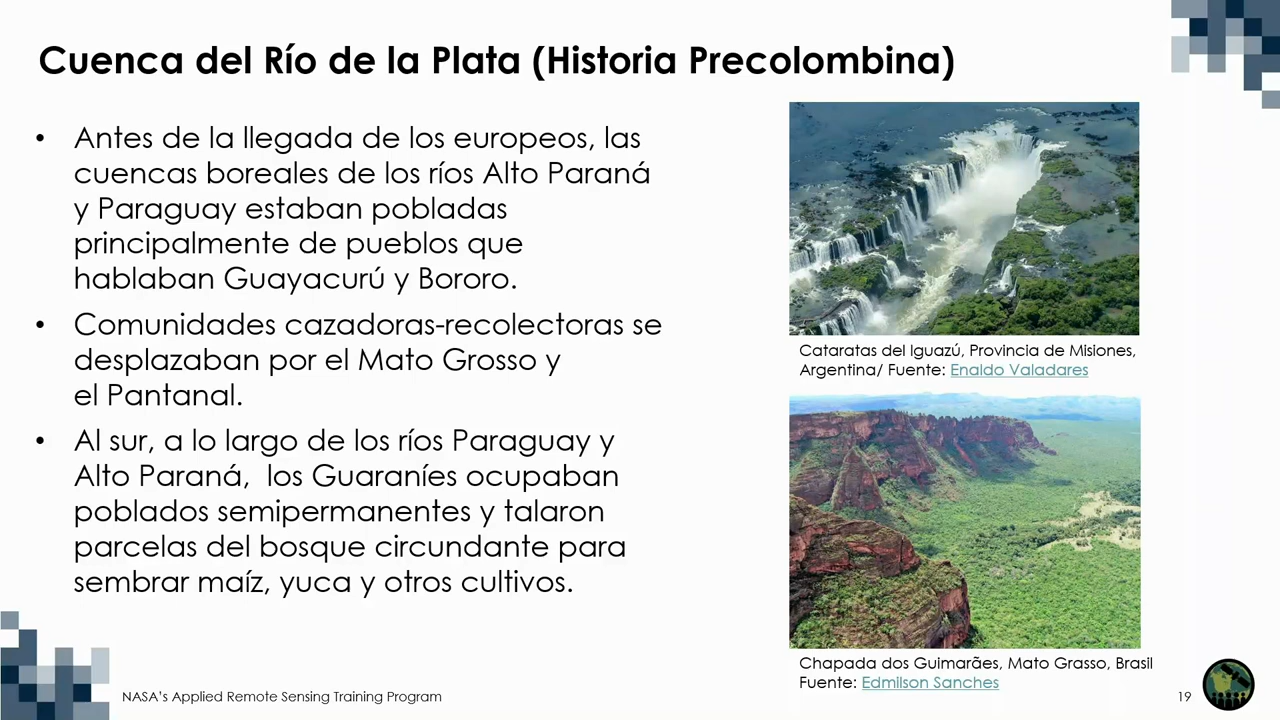 Cuenca del Río de la Plata (Historia Precolombina)
• Antes de la llegada de los europeos, las
cuencas boreales de los ríos Alto Paraná
y Paraguay estaban pobladas
principalmente de pueblos que
hablaban Guayacurú y Bororo.
• Comunidades cazadoras-recolectoras se
desplazaban por el Mato Grosso y
el Pantanal.
• Al sur, a lo largo de los ríos Paraguay y
Alto Paraná,  los Guaraníes ocupaban
poblados semipermanentes y talaron
parcelas del bosque circundante para
sembrar maíz, yuca y otros cultivos.
Cataratas del Iguazú, Provincia de Misiones,
Argentina/ Fuente: Enaldo Valadares
Chapada dos Guimarães, Mato Grasso, Brasil
Fuente: Edmilson Sanches
NASA's Applied Remote Sensing Training Program
19